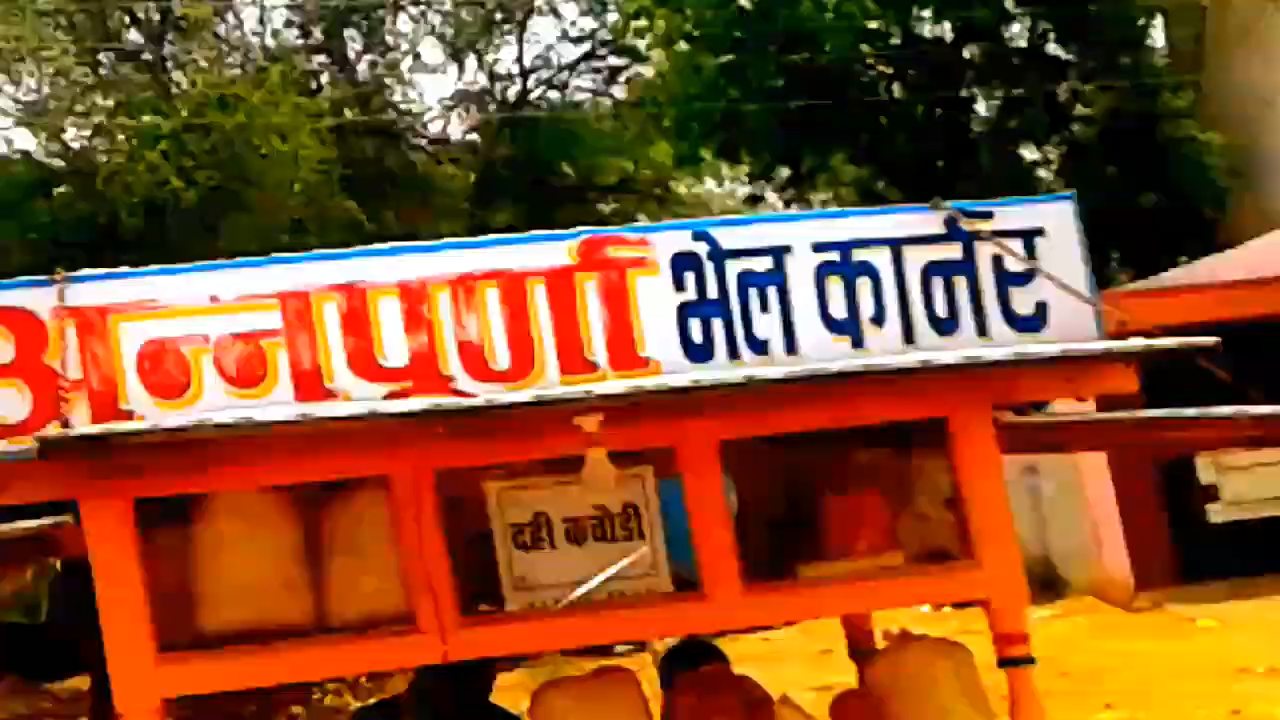 अन्नपुर्णा भेल कार्नर
दही कचोडी